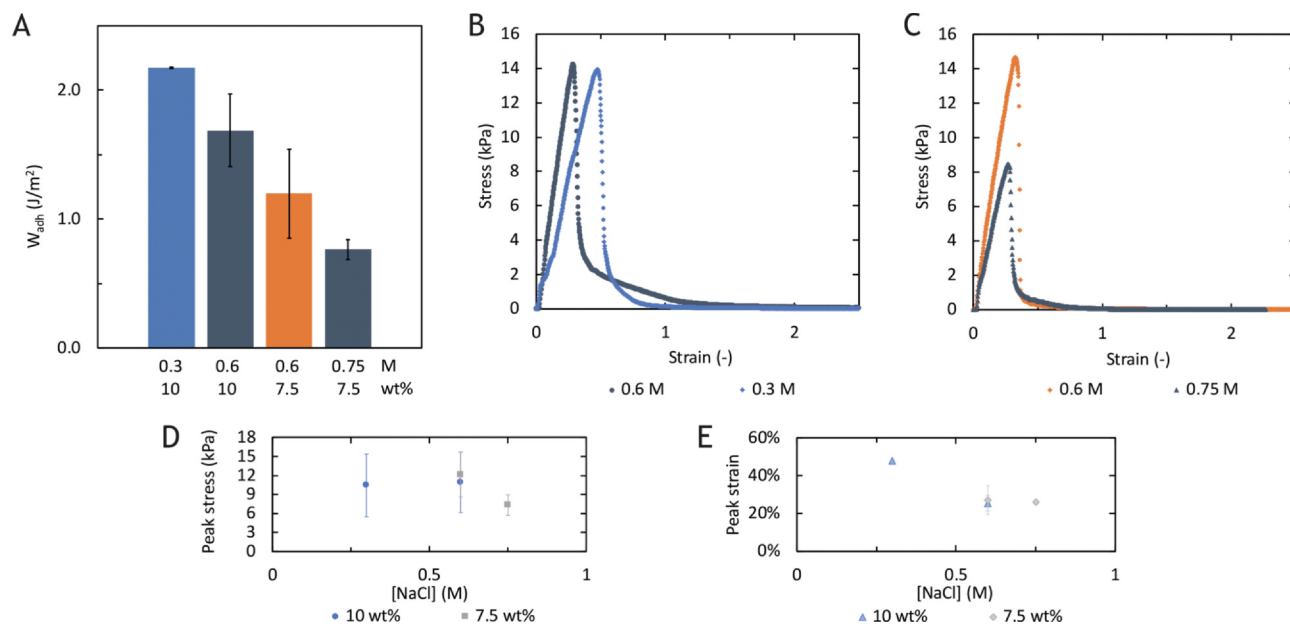 A
W_adh (J/m²)
2.0
1.0
0.0
0.3 0.6 0.6 0.75 M
10 10 7.5 7.5 wt%
B
Stress (kPa)
16
14
12
10
8
6
4
2
0
0 1 2
Strain (-)
0.6 M 0.3 M
C
Stress (kPa)
16
14
12
10
8
6
4
2
0
0 1 2
Strain (-)
0.6 M 0.75 M
D
Peak stress (kPa)
18
15
12
9
6
3
0
0 0.5 1
[NaCl] (M)
10 wt% 7.5 wt%
E
Peak strain
60%
40%
20%
0%
0 0.5 1
[NaCl] (M)
10 wt% 7.5 wt%